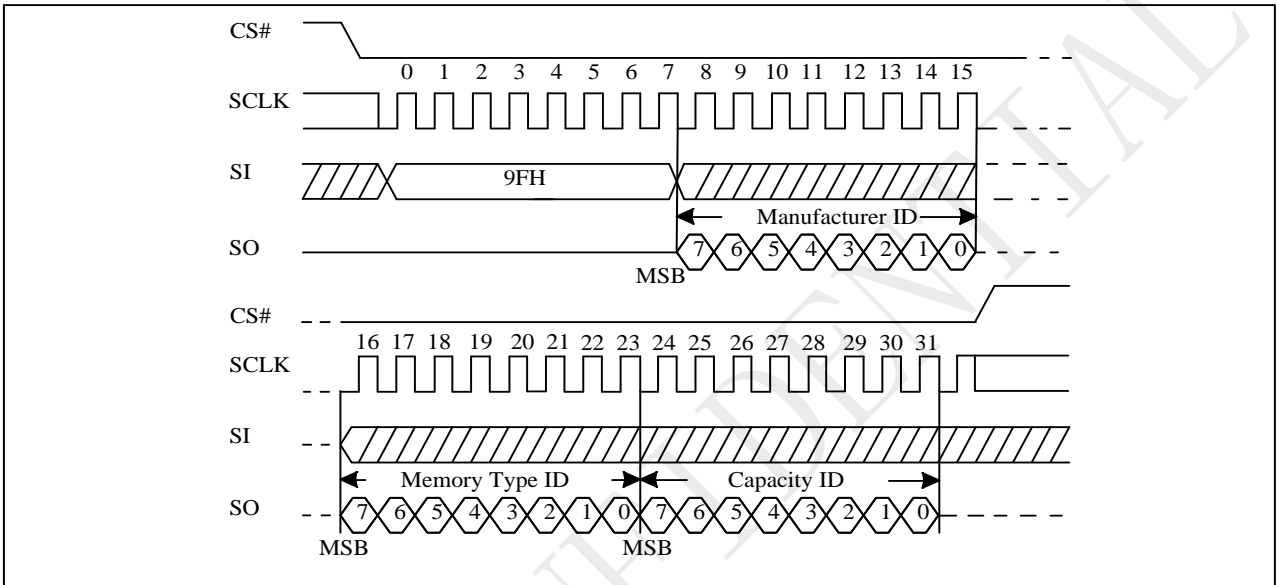 CS#
0 1 2 3 4 5 6 7 8 9 10 11 12 13 14 15
SCLK
SI
9FH
Manufacturer ID
SO
7 6 5 4 3 2 1 0
MSB
CS#
16 17 18 19 20 21 22 23 24 25 26 27 28 29 30 31
SCLK
SI
Memory Type ID Capacity ID
SO
7 6 5 4 3 2 1 0 7 6 5 4 3 2 1 0
MSB MSB